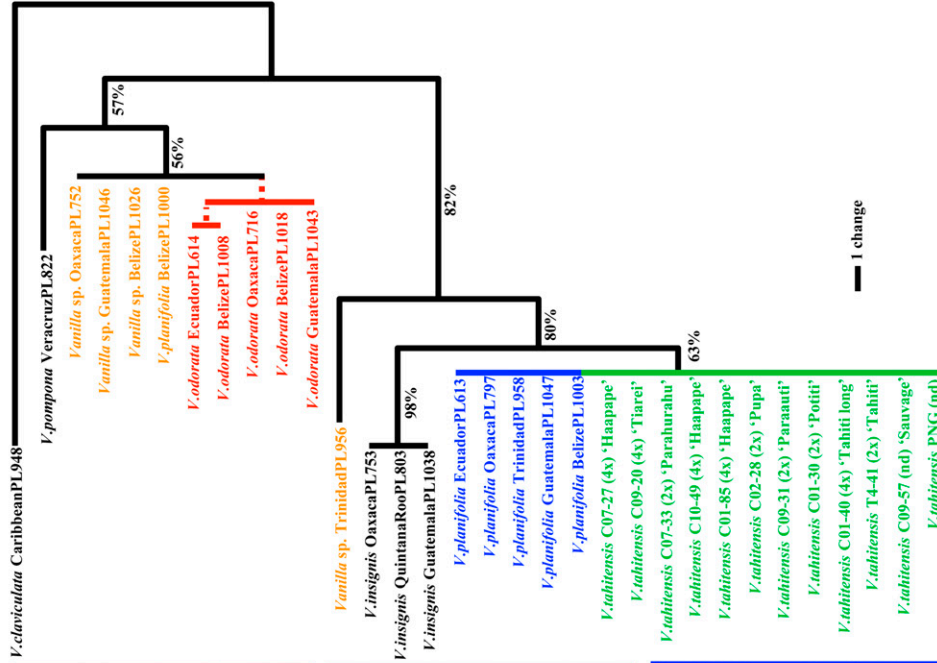 V.claviculata CaribbeanPL948
V.pompona VeracruzPL822
Vanilla sp. OaxacaPL752
Vanilla sp. GuatemalaPL1046
Vanilla sp. BelizePL1026
V.planifolia BelizePL1000
V.odorata EcuadorPL614
V.odorata BelizePL1008
V.odorata OaxacaPL716
V.odorata BelizePL1018
V.odorata GuatemalaPL1043
Vanilla sp. TrinidadPL956
V.insignis OaxacaPL753
V.insignis QuintanaRooPL803
V.insignis GuatemalaPL1038
V.planifolia EcuadorPL613
V.planifolia OaxacaPL797
V.planifolia TrinidadPL958
V.planifolia GuatemalaPL1047
V.planifolia BelizePL1003
V.tahitensis C07-27 (4x) ‘Haapape’
V.tahitensis C09-20 (4x) ‘Tiarei’
V.tahitensis C07-33 (2x) ‘Parahurahu’
V.tahitensis C10-49 (4x) ‘Haapape’
V.tahitensis C01-85 (4x) ‘Haapape’
V.tahitensis C02-28 (2x) ‘Pupa’
V.tahitensis C09-31 (2x) ‘Paraauti’
V.tahitensis C01-30 (2x) ‘Potiti’
V.tahitensis C01-40 (4x) ‘Tahiti long’
V.tahitensis T4-41 (2x) ‘Tahiti’
V.tahitensis C09-57 (nd) ‘Sauvage’
V.tahitensis PNG (nd)
57%
56%
82%
98%
80%
63%
1 change